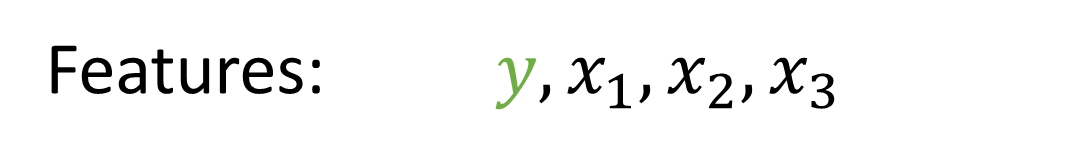 Features: y, x₁, x₂, x₃